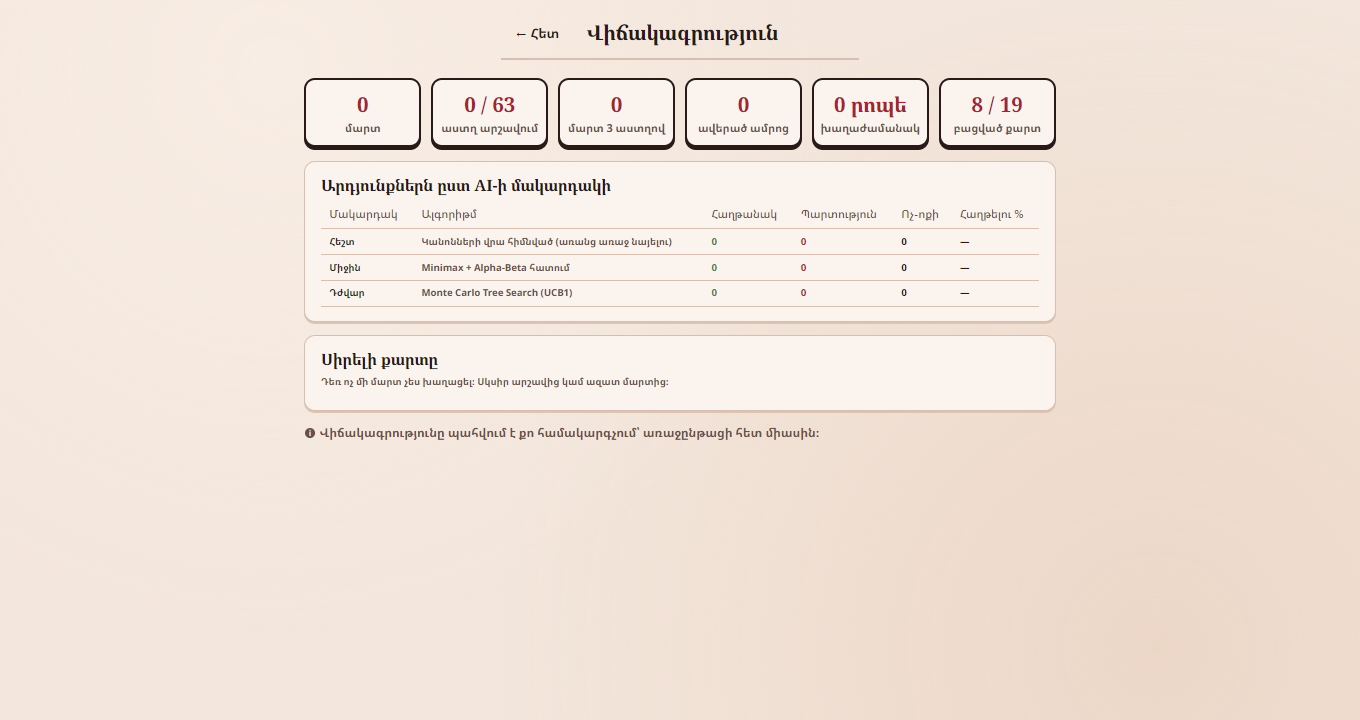 ← Հետ Վիճակագրություն
0 0 / 63 0 0 0 րոպե 8 / 19
մարտ աստղ արշավում մարտ 3 աստղով ավերած ամրոց խաղաժամանակ բացված քարտ
Արդյունքներն ըստ AI-ի մակարդակի
Մակարդակ Ալգորիթմ Հաղթանակ Պարտություն Ոչ-ոքի Հաղթելու %
Հեշտ Կանոնների վրա հիմնված (առանց առաջ նայելու) 0 0 0 —
Միջին Minimax + Alpha-Beta հատում 0 0 0 —
Դժվար Monte Carlo Tree Search (UCB1) 0 0 0 —
Սիրելի քարտը
Դեռ ոչ մի մարտ չես խաղացել։ Սկսիր արշավից կամ ազատ մարտից։
Վիճակագրությունը պահվում է քո համակարգչում՝ առաջընթացի հետ միասին։